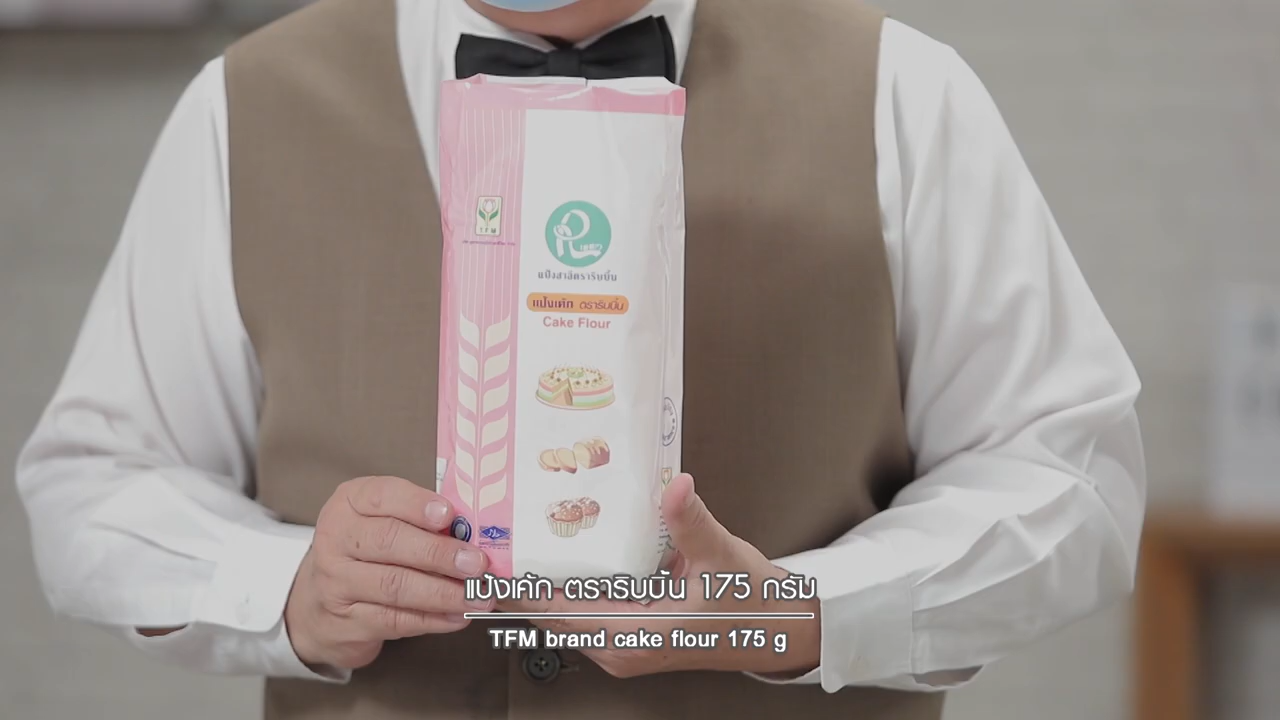 TFM
แป้งสาลีตราริบบิ้น
แป้งเค้ก ตราริบบิ้น
Cake Flour
แป้งเค้ก ตราริบบิ้น 175 กรัม
TFM brand cake flour 175 g